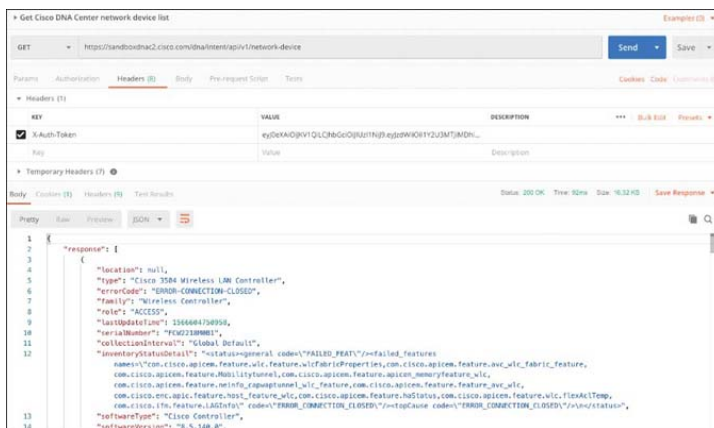 Get Cisco DNA Center network device list
Examples (0)
GET https://sandboxdnac2.cisco.com/dna/intent/api/v1/network-device
Send Save
Params Authorization Headers (8) Body Pre-request Script Tests
Cookies Code
Headers (1)
KEY VALUE DESCRIPTION Bulk Edit Presets
X-Auth-Token
Key Value Description
Temporary Headers (7)
Body Cookies (1) Headers (9) Test Results
Status: 200 OK Time: 92ms Size: 16.32 KB Save Response
Pretty Raw Preview JSON
1 {
2 "response": [
3 {
4 "location": null,
5 "type": "Cisco 3504 Wireless LAN Controller",
6 "errorCode": "ERROR-CONNECTION-CLOSED",
7 "family": "Wireless Controller",
8 "role": "ACCESS",
9 "lastUpdateTime": 1566604750950,
10 "serialNumber": "FCW2218M0B1",
11 "collectionInterval": "Global Default",
12 "inventoryStatusDetail": "<status><general code=\"FAILED_FEAT\"/><failed_features
names=\"com.cisco.apicem.feature.wlc.feature.wlcFabricProperties,com.cisco.apicem.feature.avc_wlc_fabric_feature,
com.cisco.apicem.feature.Mobilitytunnel,com.cisco.apicem.feature.apicem_memoryfeature_wlc,
com.cisco.apicem.feature.neinfo_capwaptunnel_wlc_feature,com.cisco.apicem.feature.feature_avc_wlc,
com.cisco.enc.apic.feature.host_feature_wlc,com.cisco.apicem.feature.haStatus,com.cisco.apicem.feature.wlc.flexAclTemp,
com.cisco.ifm.feature.LAGInfo\" code=\"ERROR_CONNECTION_CLOSED\"/><topCause code=\"ERROR_CONNECTION_CLOSED\"/>\n</status>",
13 "softwareType": "Cisco Controller",
14 "softwareVersion": "8.5.140.0",